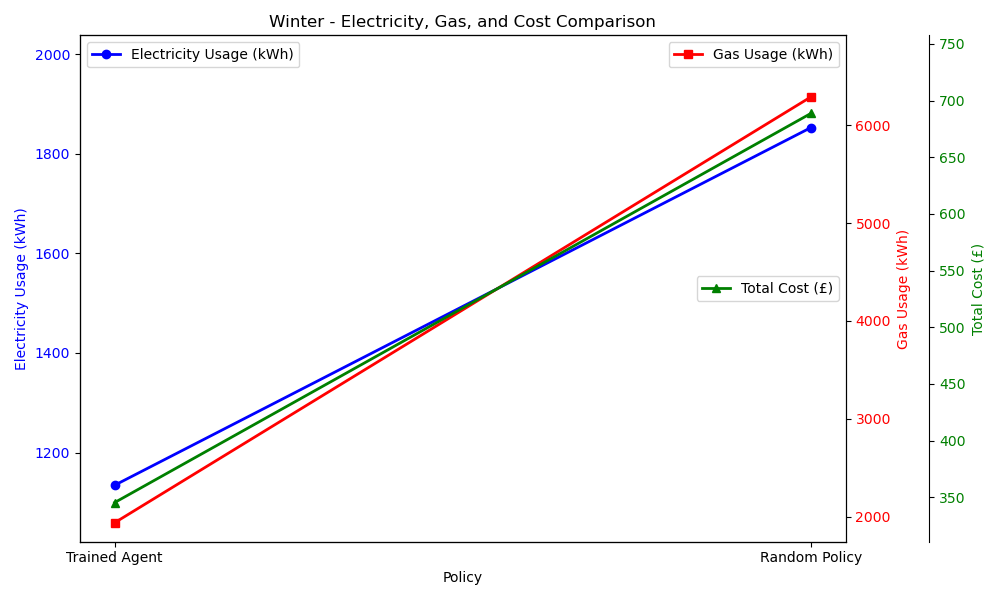 Winter - Electricity, Gas, and Cost Comparison
Electricity Usage (kWh)
Gas Usage (kWh)
Total Cost (£)
Electricity Usage (kWh)
2000
1800
1600
1400
1200
6000
5000
4000
3000
2000
Gas Usage (kWh)
750
700
650
600
550
500
450
400
350
Total Cost (£)
Trained Agent
Random Policy
Policy